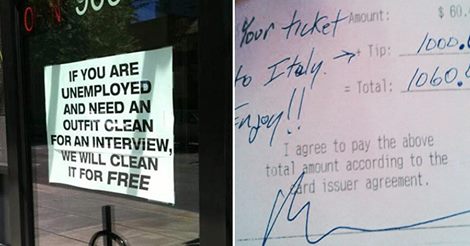 IF YOU ARE
UNEMPLOYED
AND NEED AN
OUTFIT CLEAN
FOR AN INTERVIEW,
WE WILL CLEAN
IT FOR FREE
Your ticket
to Italy.
Enjoy!!
Amount: $ 60.
→ + Tip: 1000.
= Total: 1060.
I agree to pay the above
total amount according to the
card issuer agreement.